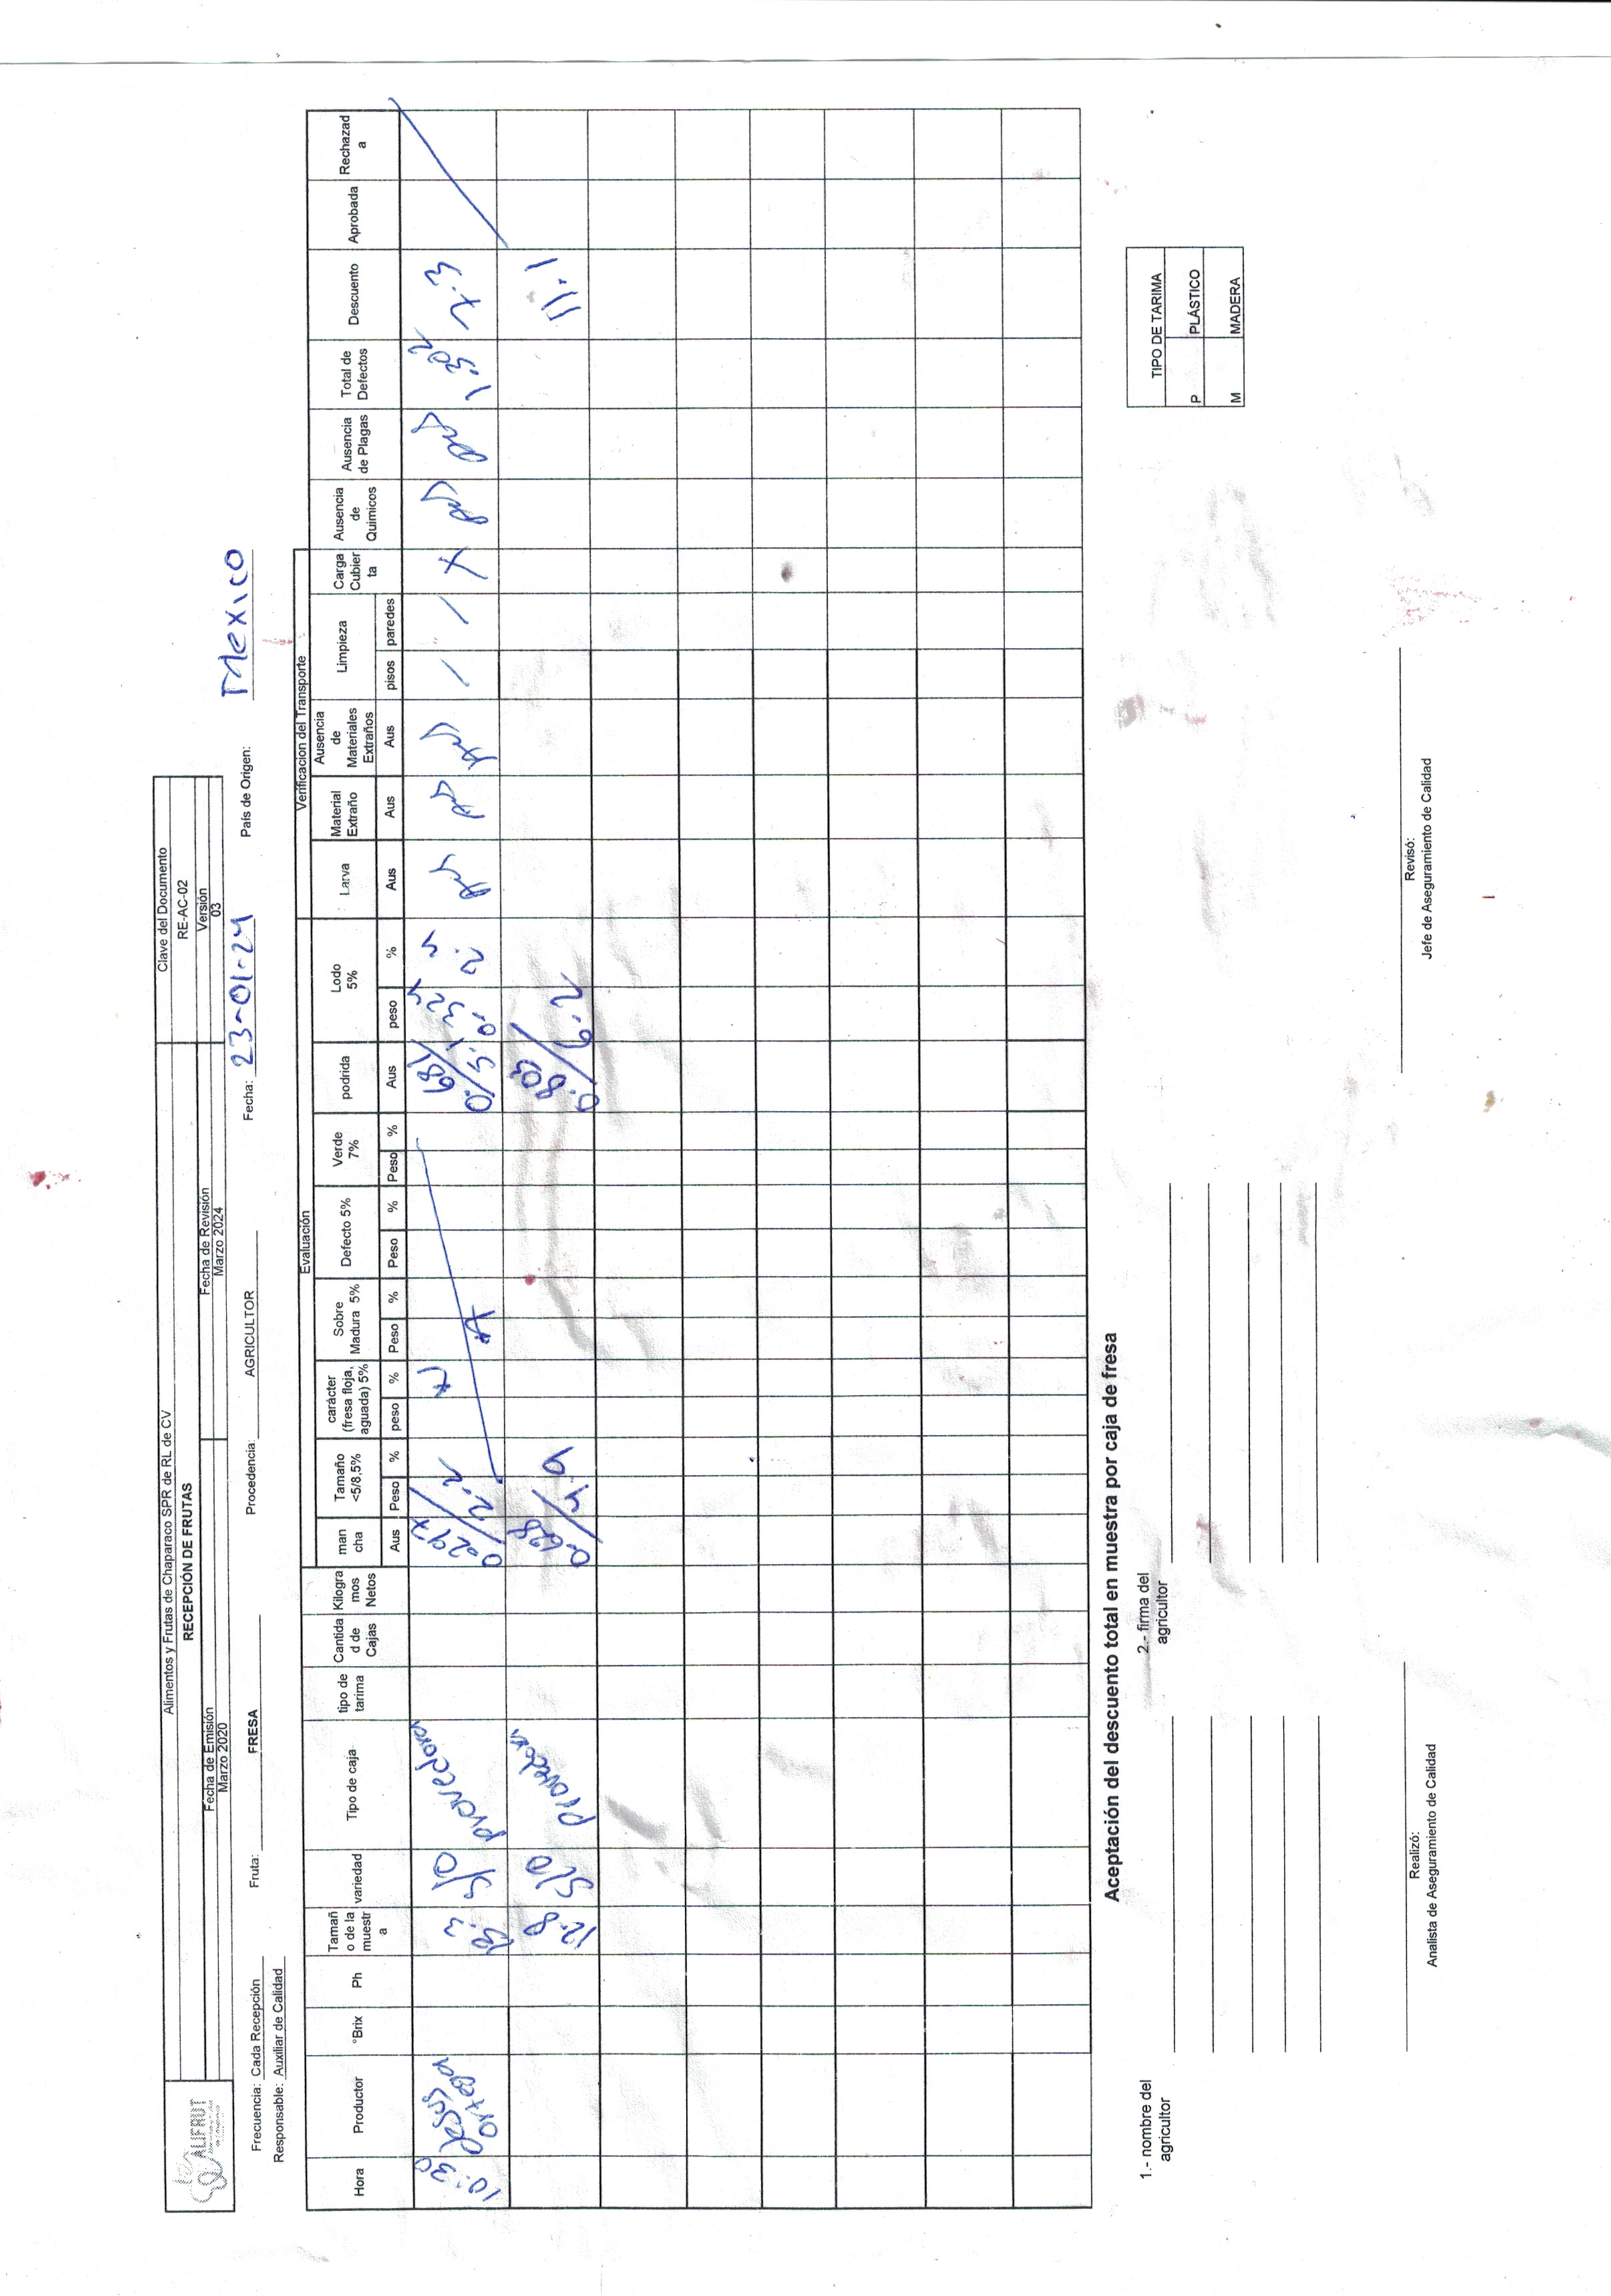 Alimentos y Frutas de Chaparaco SPR de RL de CV
Clave del Documento
RECEPCIÓN DE FRUTAS
RE-AC-02
Fecha de Emisión
Fecha de Revisión
Versión
Marzo 2020
Marzo 2024
03
ALIFRUT
Frecuencia: Cada Recepción
Fruta: FRESA
Procedencia: AGRICULTOR
Fecha: 23-01-24
País de Origen: Mexico
Responsable: Auxiliar de Calidad
Evaluación
Verificacion del Transporte
Hora
Productor
°Brix
Ph
Tamañ
o de la
muestr
a
variedad
Tipo de caja
tipo de
tarima
Cantida
d de
Cajas
Kilogra
mos
Netos
man
cha
Tamaño
<5/8,5%
carácter
(fresa floja,
aguada) 5%
Sobre
Madura 5%
Defecto 5%
Verde
7%
podrida
Lodo
5%
Larva
Material
Extraño
Ausencia
de
Materiales
Extraños
Limpieza
Carga
Cubier
ta
Ausencia
de
Quimicos
Ausencia
de Plagas
Total de
Defectos
Descuento
Aprobada
Rechazad
a
Aus Peso % peso % Peso % Peso % Peso % Aus peso % Aus Aus Aus pisos paredes
10:30 Jesus Ortega 13.3 S/O Provedora 0.297/2.2 0.681/5.1 0.324 2.4 Aus Aus Aus / / X Aus Aus 1.302 7.3
12.8 S/O Provedora 0.628/4.9 0.803/6.2 11.1
Aceptación del descuento total en muestra por caja de fresa
1.- nombre del
agricultor
2.- firma del
agricultor
TIPO DE TARIMA
P PLÁSTICO
M MADERA
Realizó:
Analista de Aseguramiento de Calidad
Revisó:
Jefe de Aseguramiento de Calidad